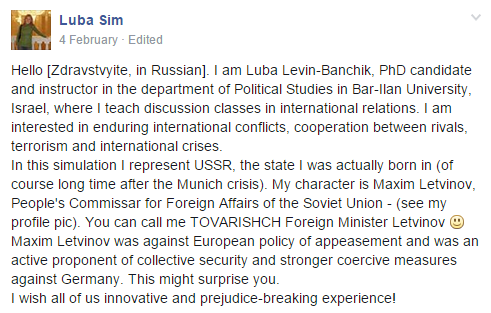 Luba Sim
4 February · Edited
Hello [Zdravstvyite, in Russian]. I am Luba Levin-Banchik, PhD candidate
and instructor in the department of Political Studies in Bar-Ilan University,
Israel, where I teach discussion classes in international relations. I am
interested in enduring international conflicts, cooperation between rivals,
terrorism and international crises.
In this simulation I represent USSR, the state I was actually born in (of
course long time after the Munich crisis). My character is Maxim Letvinov,
People's Commissar for Foreign Affairs of the Soviet Union - (see my
profile pic). You can call me TOVARISHCH Foreign Minister Letvinov 🙂
Maxim Letvinov was against European policy of appeasement and was an
active proponent of collective security and stronger coercive measures
against Germany. This might surprise you.
I wish all of us innovative and prejudice-breaking experience!